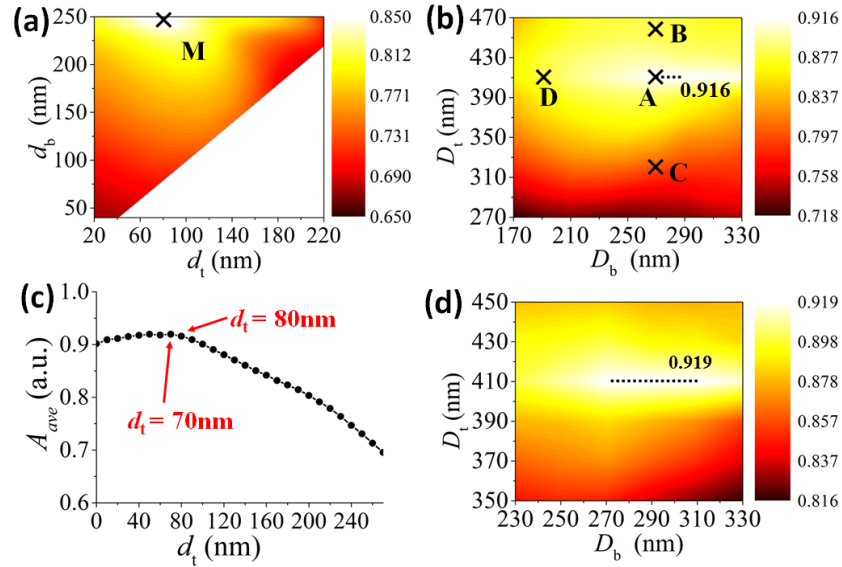 (a)
250
200
150
100
50
d_b (nm)
20 60 100 140 180 220
d_t (nm)
M
0.850
0.812
0.771
0.731
0.690
0.650
(b)
470
430
390
350
310
270
D_t (nm)
170 210 250 290 330
D_b (nm)
B
D
A
0.916
C
0.916
0.877
0.837
0.797
0.758
0.718
(c)
1.0
0.9
0.8
0.7
0.6
A_ave (a.u.)
0 40 80 120 160 200 240
d_t (nm)
d_t = 80nm
d_t = 70nm
(d)
450
430
410
390
370
350
D_t (nm)
230 250 270 290 310 330
D_b (nm)
0.919
0.919
0.898
0.878
0.857
0.837
0.816